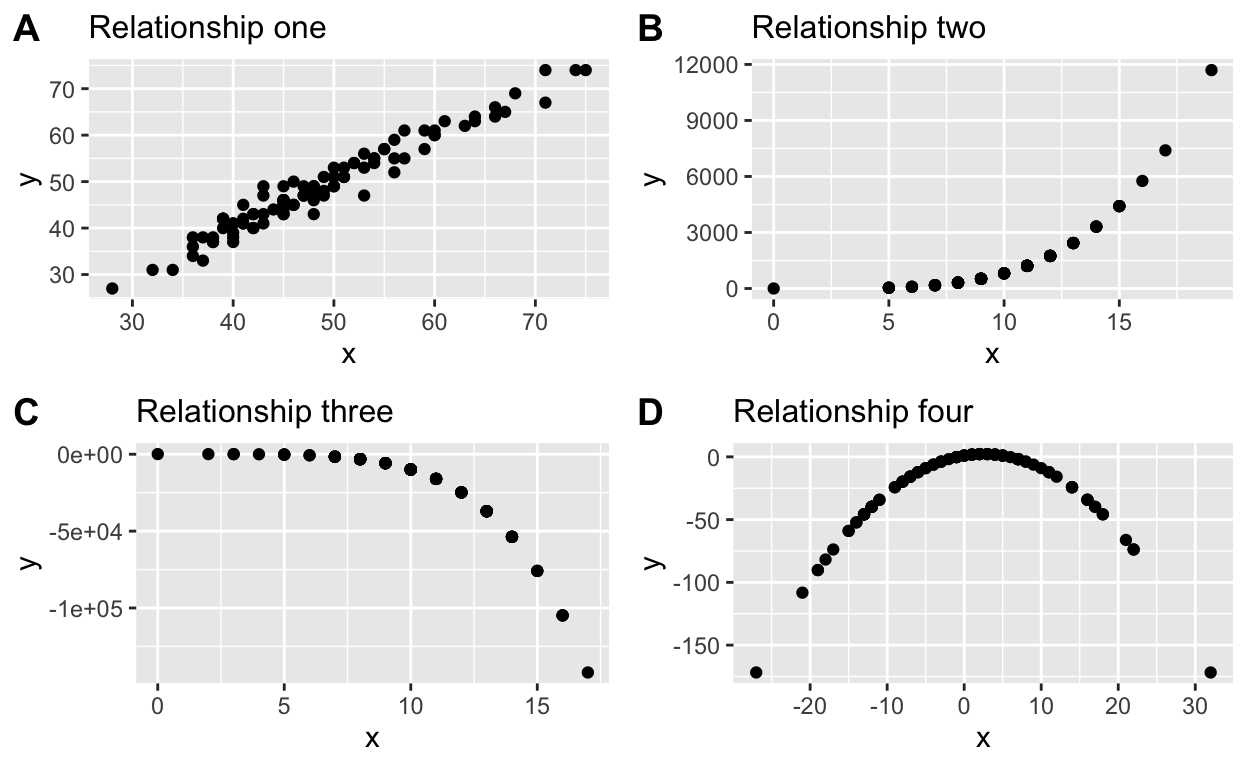 A Relationship one
y
70
60
50
40
30
30 40 50 60 70
x
B Relationship two
y
12000
9000
6000
3000
0
0 5 10 15
x
C Relationship three
y
0e+00
-5e+04
-1e+05
0 5 10 15
x
D Relationship four
y
0
-50
-100
-150
-20 -10 0 10 20 30
x